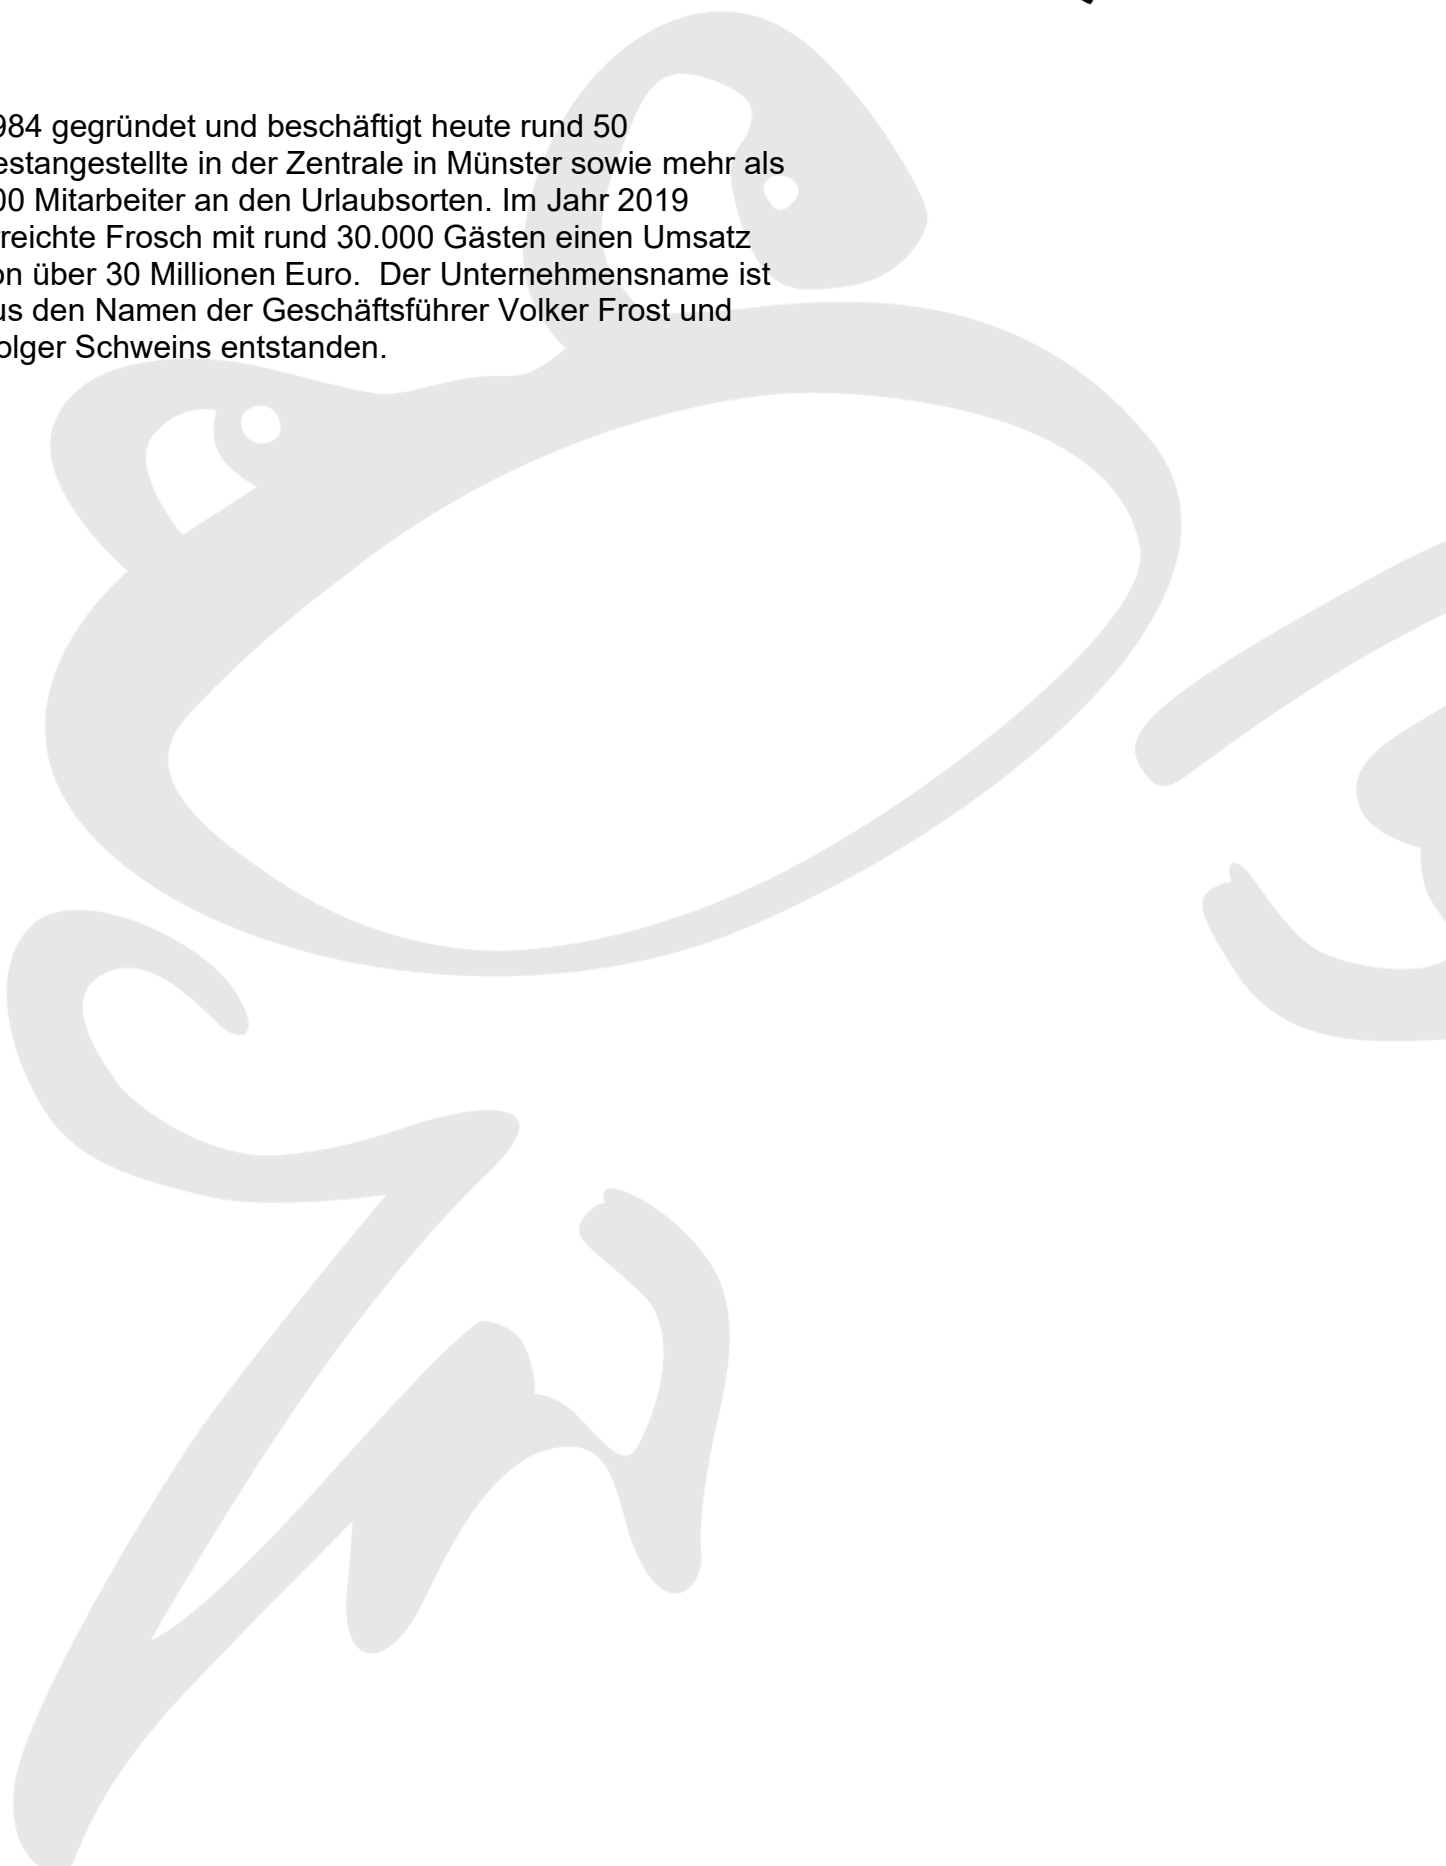 984 gegründet und beschäftigt heute rund 50
estangestellte in der Zentrale in Münster sowie mehr als
00 Mitarbeiter an den Urlaubsorten. Im Jahr 2019
reichte Frosch mit rund 30.000 Gästen einen Umsatz
on über 30 Millionen Euro.  Der Unternehmensname ist
us den Namen der Geschäftsführer Volker Frost und
olger Schweins entstanden.